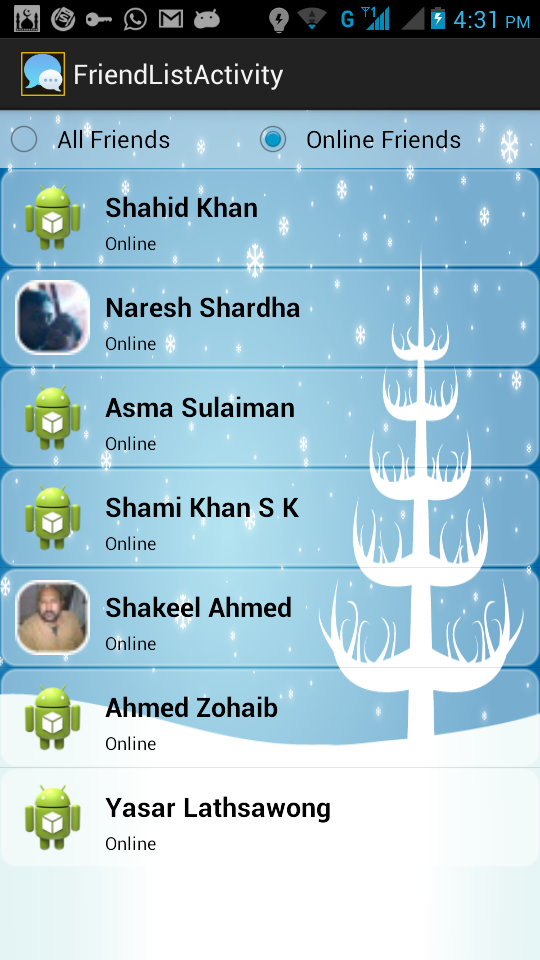 G 1 4:31 PM
FriendListActivity
All Friends Online Friends
Shahid Khan
Online
Naresh Shardha
Online
Asma Sulaiman
Online
Shami Khan S K
Online
Shakeel Ahmed
Online
Ahmed Zohaib
Online
Yasar Lathsawong
Online